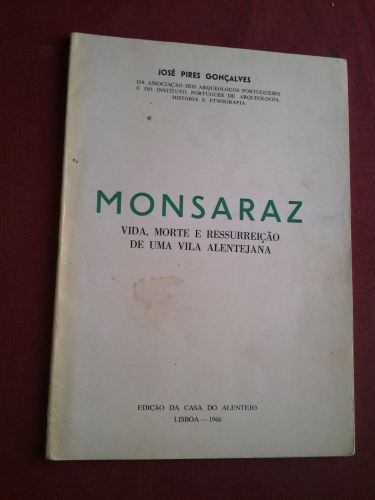 JOSÉ PIRES GONÇALVES
DA ASSOCIAÇÃO DOS ARQUEÓLOGOS PORTUGUESES
E DO INSTITUTO PORTUGUÊS DE ARQUEOLOGIA,
HISTÓRIA E ETNOGRAFIA
MONSARAZ
VIDA, MORTE E RESSURREIÇÃO
DE UMA VILA ALENTEJANA
EDIÇÃO DA CASA DO ALENTEJO
LISBOA — 1966